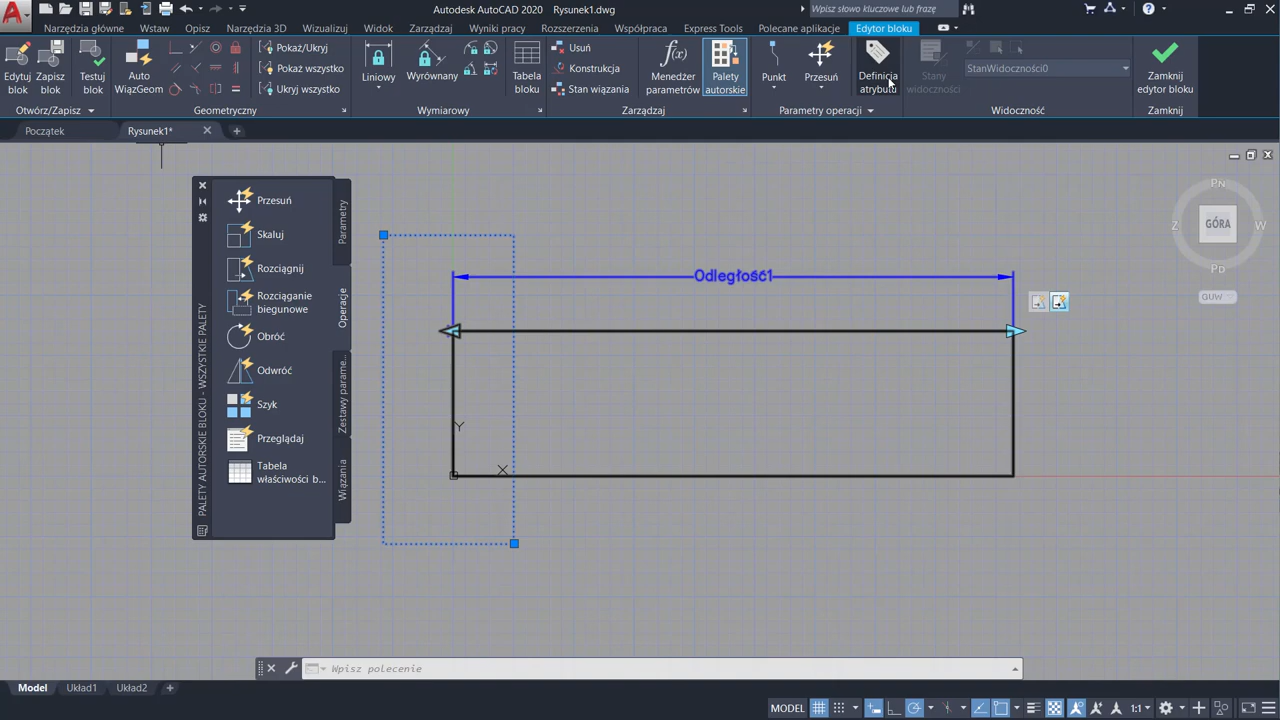 A
Autodesk AutoCAD 2020 Rysunek1.dwg
Wpisz słowo kluczowe lub frazę
?
Narzędzia główne Wstaw Opisz Narzędzia 3D Wizualizuj Widok Zarządzaj Wyniki pracy Rozszerzenia Współpraca Express Tools Polecane aplikacje Edytor bloku
Edytuj blok
Zapisz blok
Testuj blok
Auto WiązGeom
Pokaż/Ukryj
Pokaż wszystko
Ukryj wszystko
Liniowy
Wyrównany
Tabela bloku
Usuń
Konstrukcja
Stan wiązania
f(x)
Menedżer parametrów
Palety autorskie
Punkt
Przesuń
Definicja atrybutu
Stany widoczności
StanWidoczności0
Zamknij edytor bloku
Otwórz/Zapisz Geometryczny Wymiarowy Zarządzaj Parametry operacji Widoczność Zamknij
Początek Rysunek1*
PALETY AUTORSKIE BLOKU - WSZYSTKIE PALETY
Przesuń
Skaluj
Rozciągnij
Rozciąganie
biegunowe
Obróć
Odwróć
Szyk
Przeglądaj
Tabela
właściwości b...
Parametry
Operacje
Zestawy parame...
Wiązania
Odległość1
Y
X
PN
Z GÓRA W
PD
GUW
Wpisz polecenie
Model Układ1 Układ2
MODEL 1:1